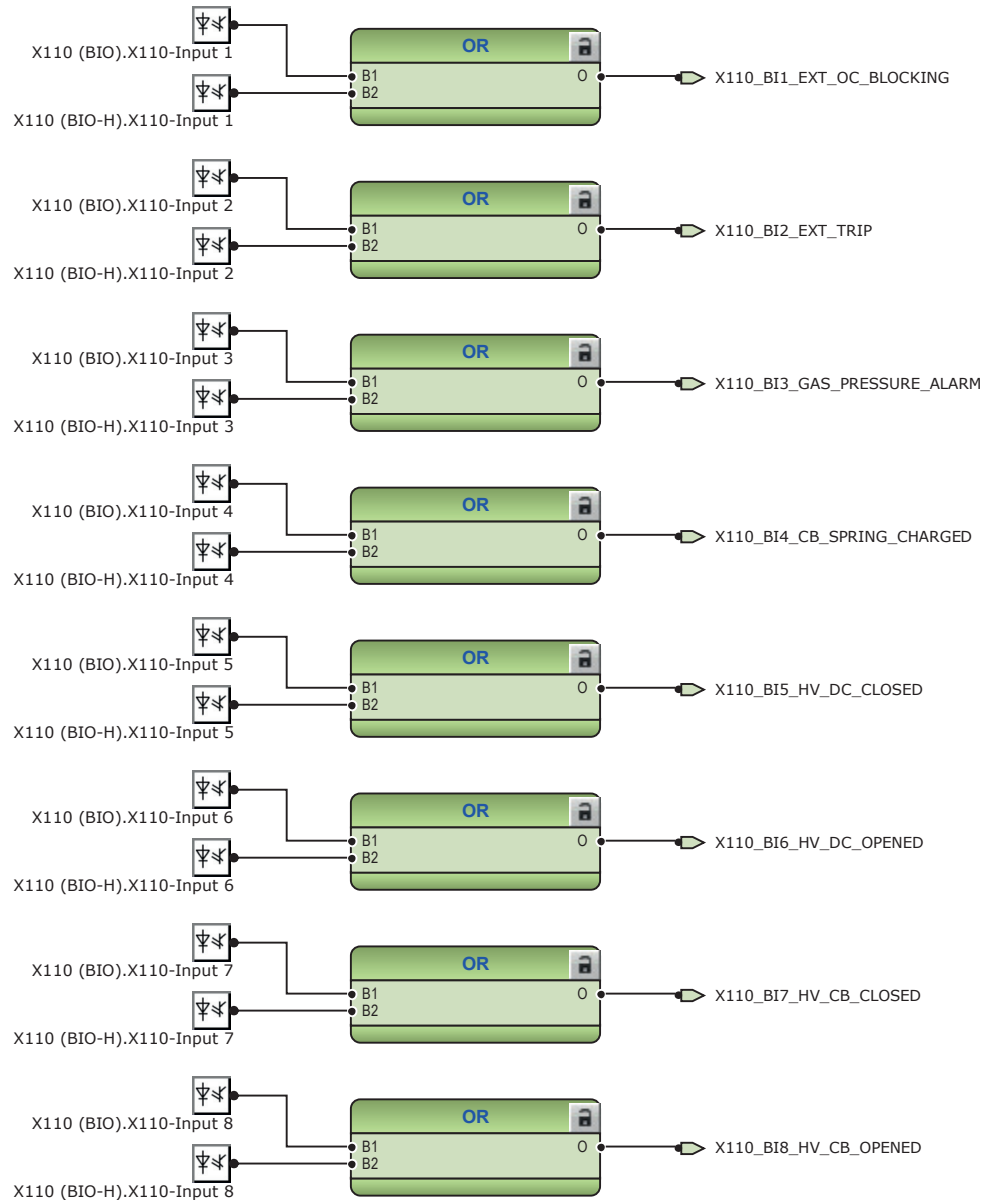 X110 (BIO).X110-Input 1
X110 (BIO-H).X110-Input 1
OR
B1
B2
O
X110_BI1_EXT_OC_BLOCKING
X110 (BIO).X110-Input 2
X110 (BIO-H).X110-Input 2
OR
B1
B2
O
X110_BI2_EXT_TRIP
X110 (BIO).X110-Input 3
X110 (BIO-H).X110-Input 3
OR
B1
B2
O
X110_BI3_GAS_PRESSURE_ALARM
X110 (BIO).X110-Input 4
X110 (BIO-H).X110-Input 4
OR
B1
B2
O
X110_BI4_CB_SPRING_CHARGED
X110 (BIO).X110-Input 5
X110 (BIO-H).X110-Input 5
OR
B1
B2
O
X110_BI5_HV_DC_CLOSED
X110 (BIO).X110-Input 6
X110 (BIO-H).X110-Input 6
OR
B1
B2
O
X110_BI6_HV_DC_OPENED
X110 (BIO).X110-Input 7
X110 (BIO-H).X110-Input 7
OR
B1
B2
O
X110_BI7_HV_CB_CLOSED
X110 (BIO).X110-Input 8
X110 (BIO-H).X110-Input 8
OR
B1
B2
O
X110_BI8_HV_CB_OPENED